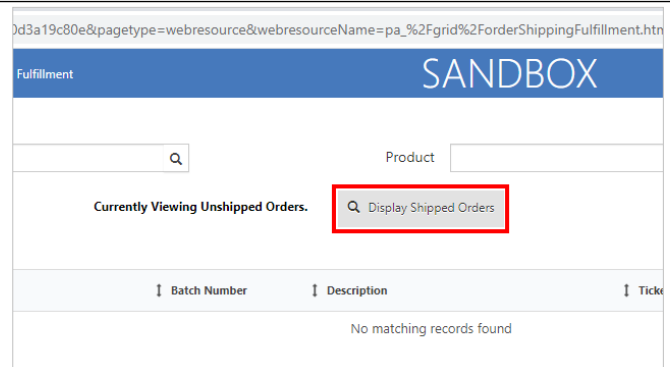 0d3a19c80e&pagetype=webresource&webresourceName=pa_%2Fgrid%2ForderShippingFulfillment.htm
Fulfillment
SANDBOX
Product
Currently Viewing Unshipped Orders.
Display Shipped Orders
Batch Number
Description
Ticke
No matching records found